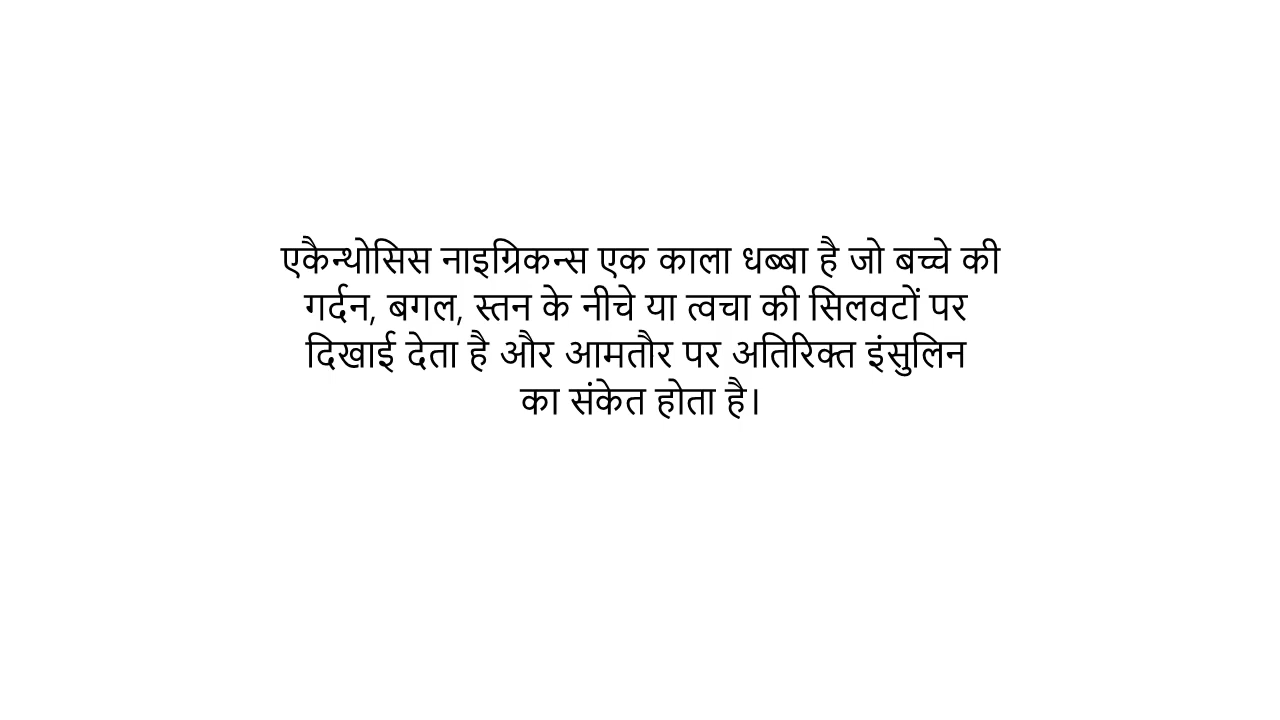 एकैन्थोसिस नाइग्रिकन्स एक काला धब्बा है जो बच्चे की
गर्दन, बगल, स्तन के नीचे या त्वचा की सिलवटों पर
दिखाई देता है और आमतौर पर अतिरिक्त इंसुलिन
का संकेत होता है।